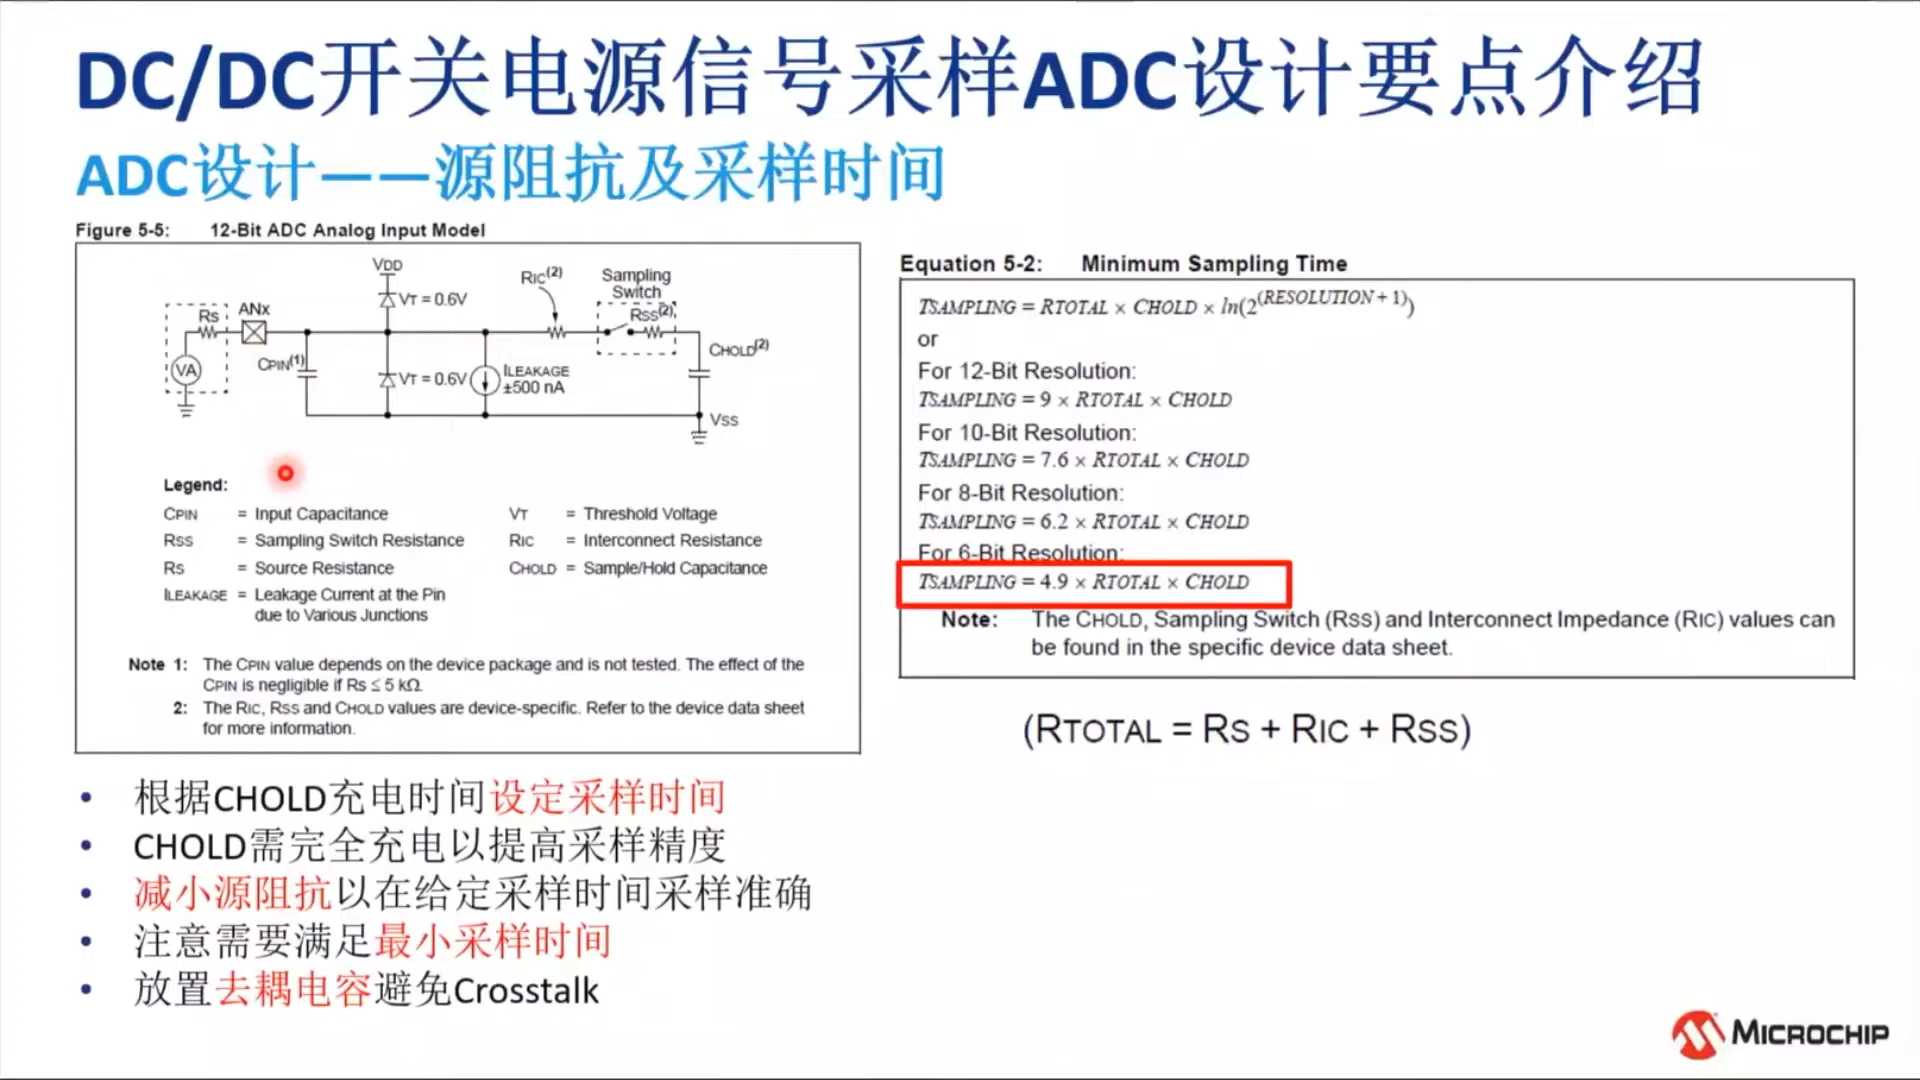 DC/DC开关电源信号采样ADC设计要点介绍
ADC设计——源阻抗及采样时间
Figure 5-5: 12-Bit ADC Analog Input Model
VDD
VT = 0.6V
RIC(2)
Sampling
Switch
RSS(2)
Rs
ANx
CPIN(1)
VA
VT = 0.6V
ILEAKAGE
±500 nA
CHOLD(2)
VSS
Legend:
CPIN = Input Capacitance
VT = Threshold Voltage
RSS = Sampling Switch Resistance
RIC = Interconnect Resistance
RS = Source Resistance
CHOLD = Sample/Hold Capacitance
ILEAKAGE = Leakage Current at the Pin
due to Various Junctions
Note 1: The CPIN value depends on the device package and is not tested. The effect of the
CPIN is negligible if Rs ≤ 5 kΩ.
2: The RIC, RSS and CHOLD values are device-specific. Refer to the device data sheet
for more information.
Equation 5-2: Minimum Sampling Time
TSAMPLING = RTOTAL × CHOLD × ln(2^(RESOLUTION + 1))
or
For 12-Bit Resolution:
TSAMPLING = 9 × RTOTAL × CHOLD
For 10-Bit Resolution:
TSAMPLING = 7.6 × RTOTAL × CHOLD
For 8-Bit Resolution:
TSAMPLING = 6.2 × RTOTAL × CHOLD
For 6-Bit Resolution:
TSAMPLING = 4.9 × RTOTAL × CHOLD
Note: The CHOLD, Sampling Switch (RSS) and Interconnect Impedance (RIC) values can
be found in the specific device data sheet.
(RTOTAL = RS + RIC + RSS)
• 根据CHOLD充电时间设定采样时间
• CHOLD需完全充电以提高采样精度
• 减小源阻抗以在给定采样时间采样准确
• 注意需要满足最小采样时间
• 放置去耦电容避免Crosstalk
MICROCHIP